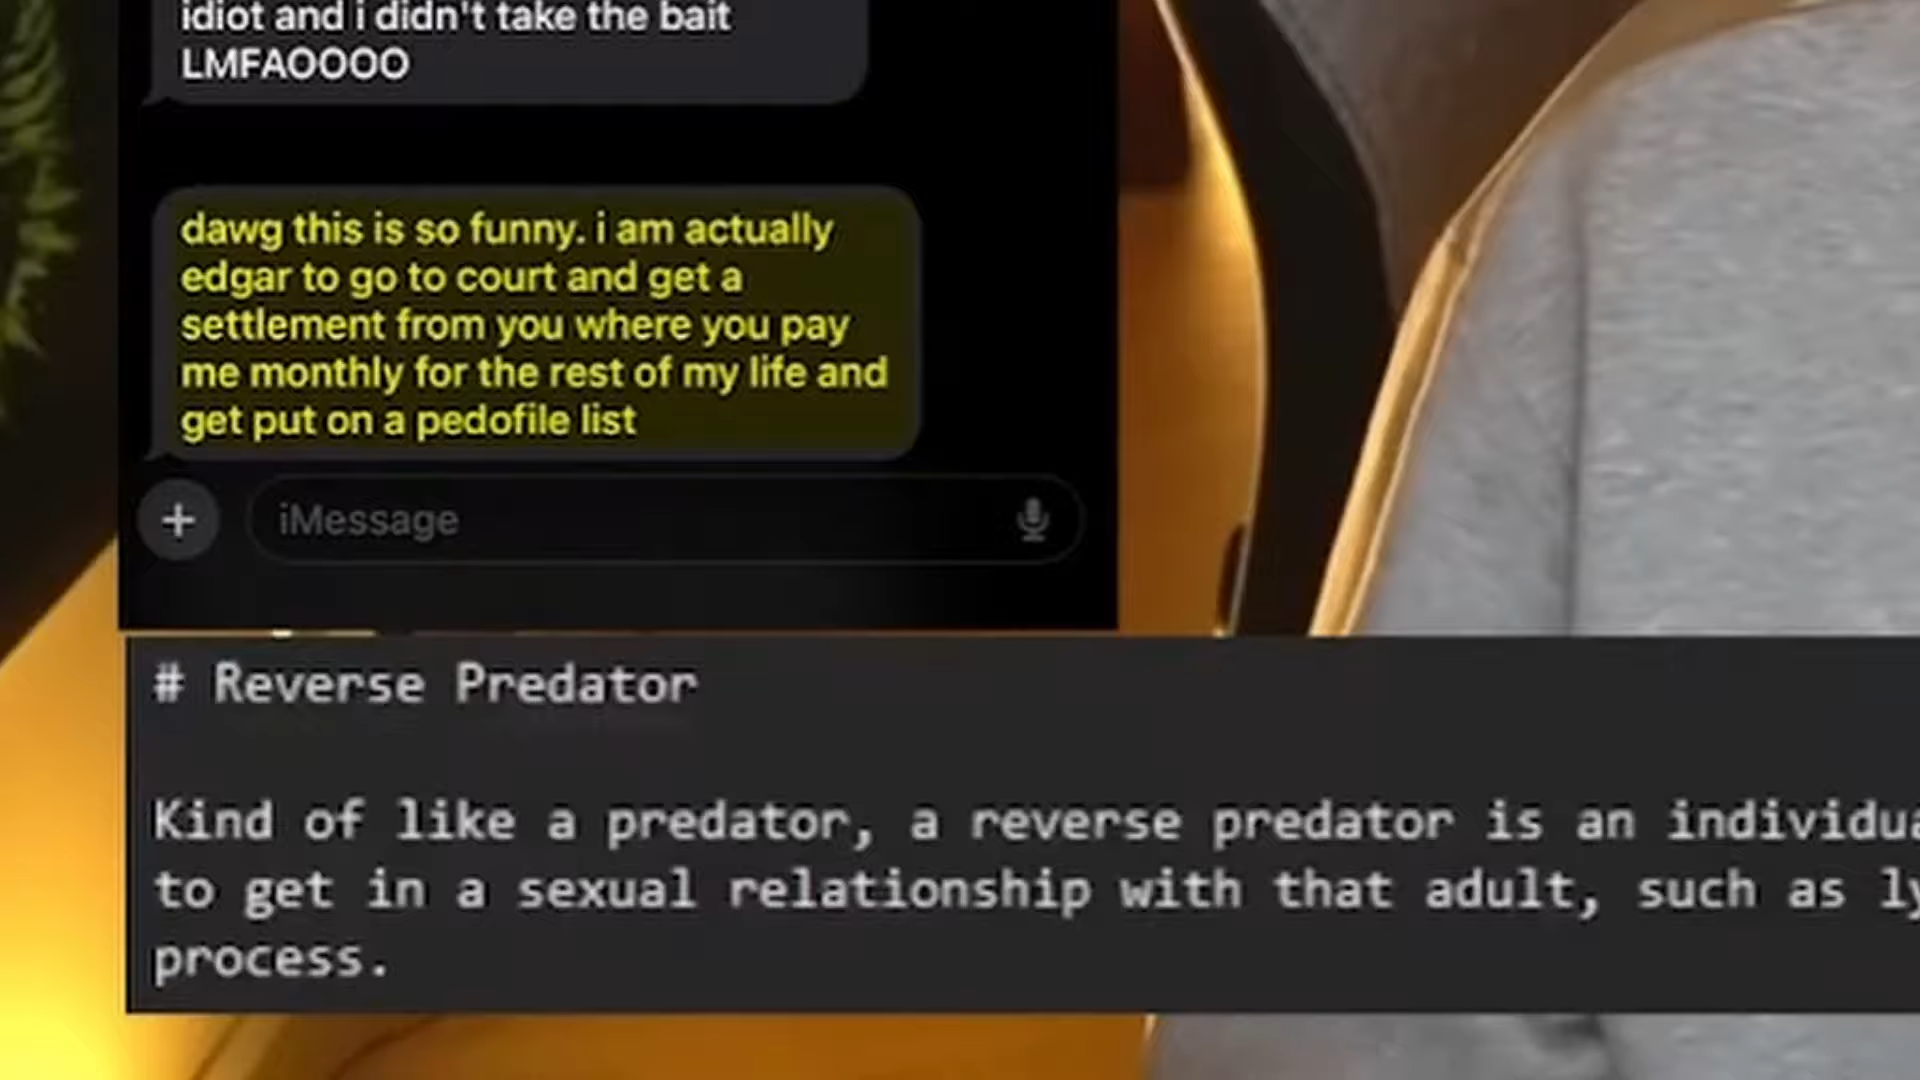 idiot and i didn't take the bait
LMFAOOOO
dawg this is so funny. i am actually
edgar to go to court and get a
settlement from you where you pay
me monthly for the rest of my life and
get put on a pedofile list
iMessage
# Reverse Predator
Kind of like a predator, a reverse predator is an
to get in a sexual relationship with that adult, such as
process.